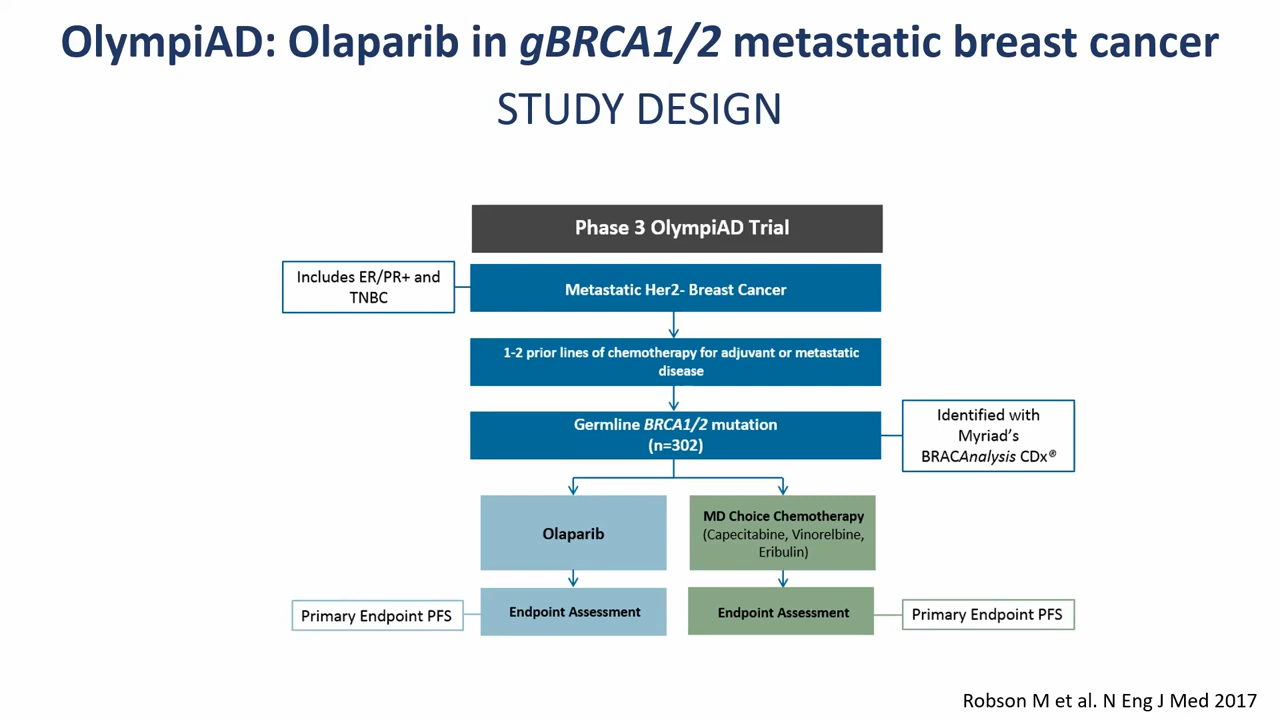 OlympiAD: Olaparib in gBRCA1/2 metastatic breast cancer
STUDY DESIGN
Phase 3 OlympiAD Trial
Includes ER/PR+ and
TNBC
Metastatic Her2- Breast Cancer
1-2 prior lines of chemotherapy for adjuvant or metastatic
disease
Germline BRCA1/2 mutation
(n=302)
Identified with
Myriad's
BRACAnalysis CDx®
Olaparib
MD Choice Chemotherapy
(Capecitabine, Vinorelbine,
Eribulin)
Primary Endpoint PFS
Endpoint Assessment
Endpoint Assessment
Primary Endpoint PFS
Robson M et al. N Eng J Med 2017